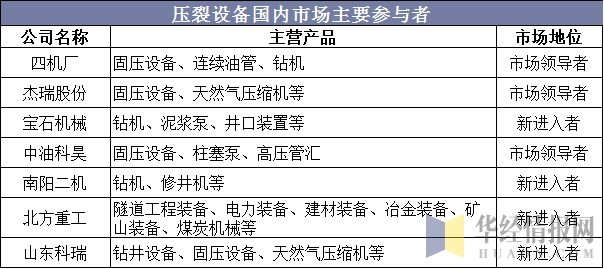 压裂设备国内市场主要参与者
公司名称 主营产品 市场地位
四机厂 固压设备、连续油管、钻机 市场领导者
杰瑞股份 固压设备、天然气压缩机等 市场领导者
宝石机械 钻机、泥浆泵、井口装置等 新进入者
中油科昊 固压设备、柱塞泵、高压管汇 市场领导者
南阳二机 钻机、修井机等 新进入者
北方重工 隧道工程装备、电力装备、建材装备、冶金装备、矿 新进入者
山装备、煤炭机械等
山东科瑞 钻井设备、固压设备、天然气压缩机等 新进入者
华经情报网